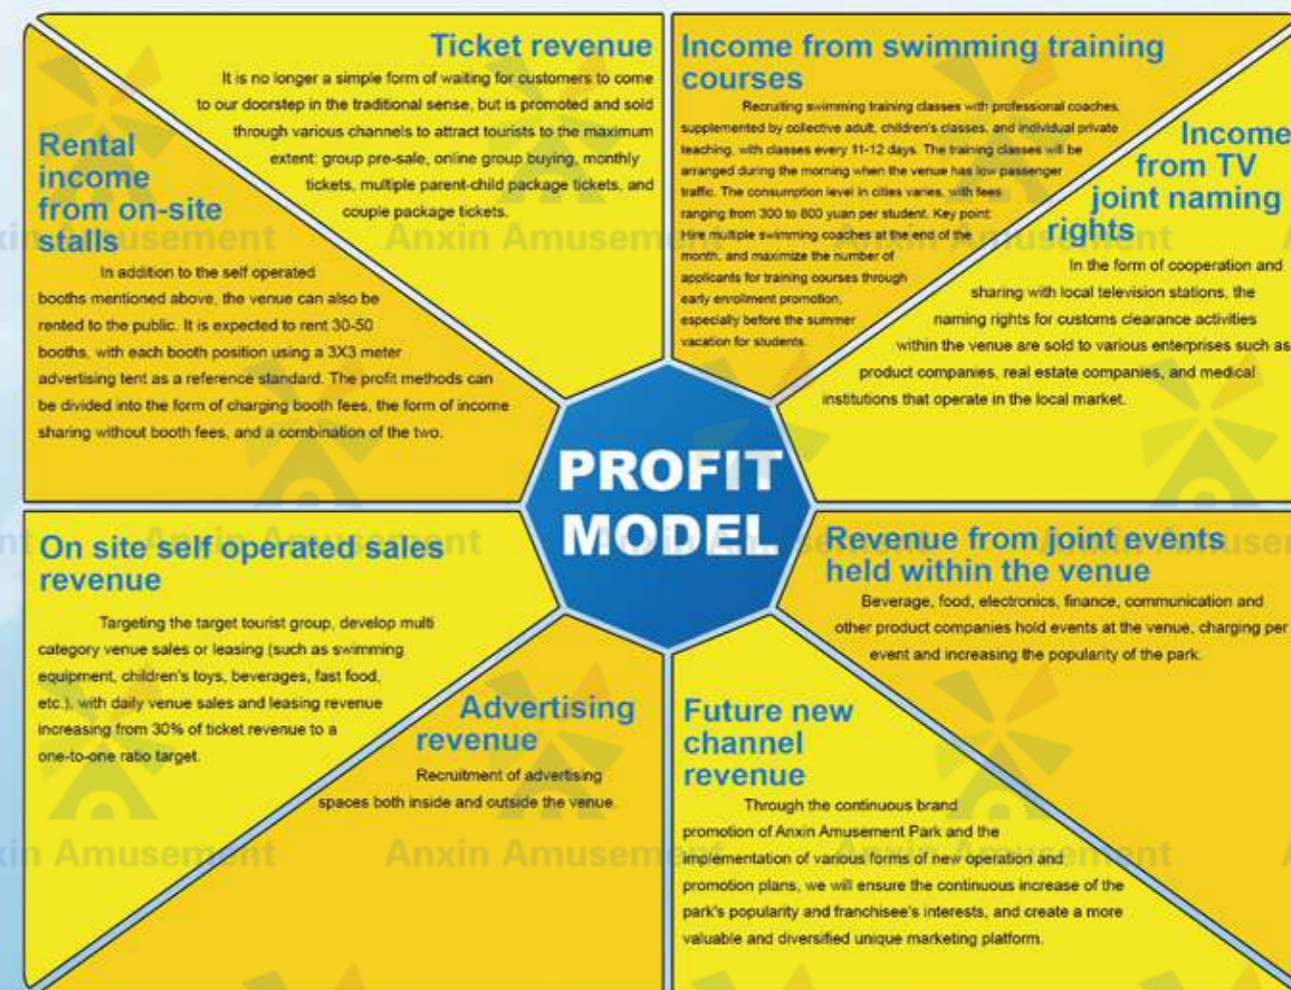 Ticket revenue
It is no longer a simple form of waiting for customers to come
to our doorstep in the traditional sense, but is promoted and sold
through various channels to attract tourists to the maximum
extent: group pre-sale, online group buying, monthly
tickets, multiple parent-child package tickets, and
couple package tickets.
Income from swimming training
courses
Recruiting swimming training classes with professional coaches,
supplemented by collective adult, children's classes, and individual private
teaching, with classes every 11-12 days. The training classes will be
arranged during the morning when the venue has low passenger
traffic. The consumption level in cities varies, with fees
ranging from 300 to 800 yuan per student. Key point:
Hire multiple swimming coaches at the end of the
month, and maximize the number of
applicants for training courses through
early enrollment promotion,
especially before the summer
vacation for students.
Rental
income
from on-site
stalls
In addition to the self operated
booths mentioned above, the venue can also be
rented to the public. It is expected to rent 30-50
booths, with each booth position using a 3X3 meter
advertising tent as a reference standard. The profit methods can
be divided into the form of charging booth fees, the form of income
sharing without booth fees, and a combination of the two.
Income
from TV
joint naming
rights
In the form of cooperation and
sharing with local television stations, the
naming rights for customs clearance activities
within the venue are sold to various enterprises such as
product companies, real estate companies, and medical
institutions that operate in the local market.
PROFIT
MODEL
On site self operated sales
revenue
Targeting the target tourist group, develop multi
category venue sales or leasing (such as swimming
equipment, children's toys, beverages, fast food,
etc.), with daily venue sales and leasing revenue
increasing from 30% of ticket revenue to a
one-to-one ratio target.
Revenue from joint events
held within the venue
Beverage, food, electronics, finance, communication and
other product companies hold events at the venue, charging per
event and increasing the popularity of the park.
Advertising
revenue
Recruitment of advertising
spaces both inside and outside the venue.
Future new
channel
revenue
Through the continuous brand
promotion of Anxin Amusement Park and the
implementation of various forms of new operation and
promotion plans, we will ensure the continuous increase of the
park's popularity and franchisee's interests, and create a more
valuable and diversified unique marketing platform.
Anxin Amusement
Anxin Amusement